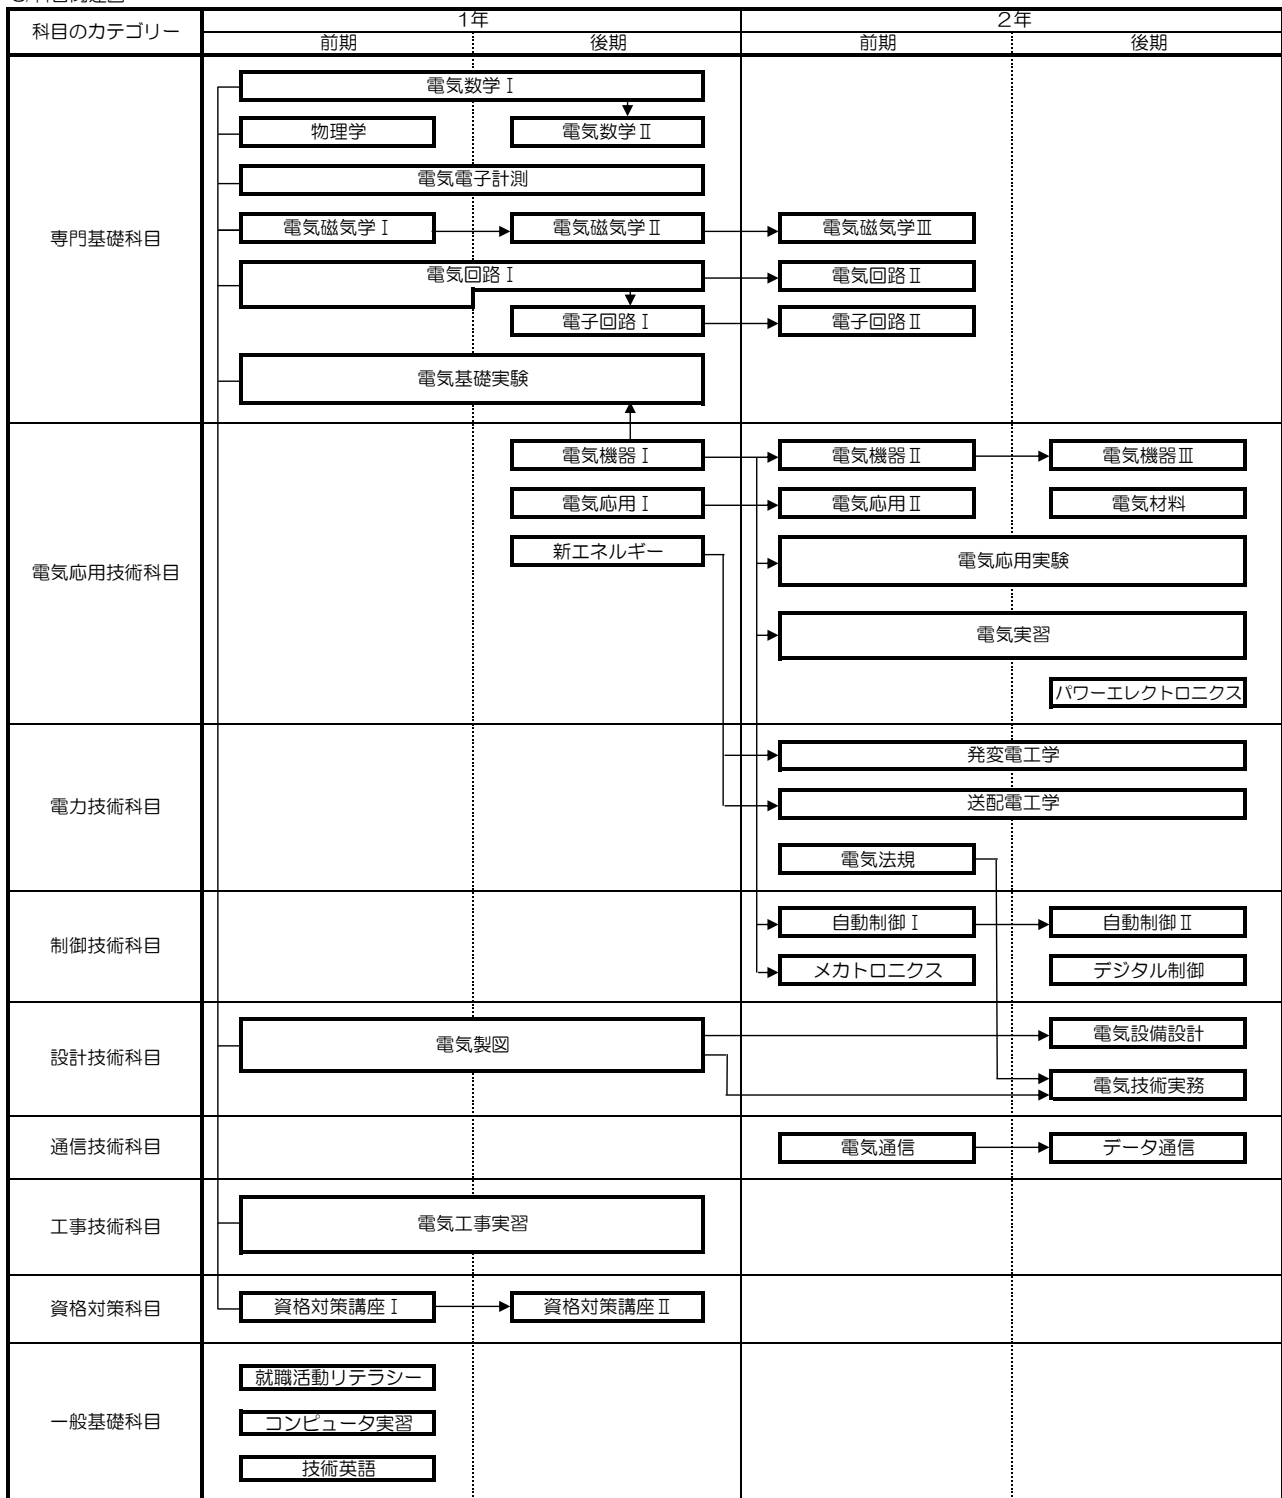 科目のカテゴリー
1年
2年
前期
後期
前期
後期
専門基礎科目
電気数学Ⅰ
物理学
電気数学Ⅱ
電気電子計測
電気磁気学Ⅰ
電気磁気学Ⅱ
電気磁気学Ⅲ
電気回路Ⅰ
電気回路Ⅱ
電子回路Ⅰ
電子回路Ⅱ
電気基礎実験
電気応用技術科目
電気機器Ⅰ
電気機器Ⅱ
電気機器Ⅲ
電気応用Ⅰ
電気応用Ⅱ
電気材料
新エネルギー
電気応用実験
電気実習
パワーエレクトロニクス
電力技術科目
発変電工学
送配電工学
電気法規
制御技術科目
自動制御Ⅰ
自動制御Ⅱ
メカトロニクス
デジタル制御
設計技術科目
電気製図
電気設備設計
電気技術実務
通信技術科目
電気通信
データ通信
工事技術科目
電気工事実習
資格対策科目
資格対策講座Ⅰ
資格対策講座Ⅱ
一般基礎科目
就職活動リテラシー
コンピュータ実習
技術英語